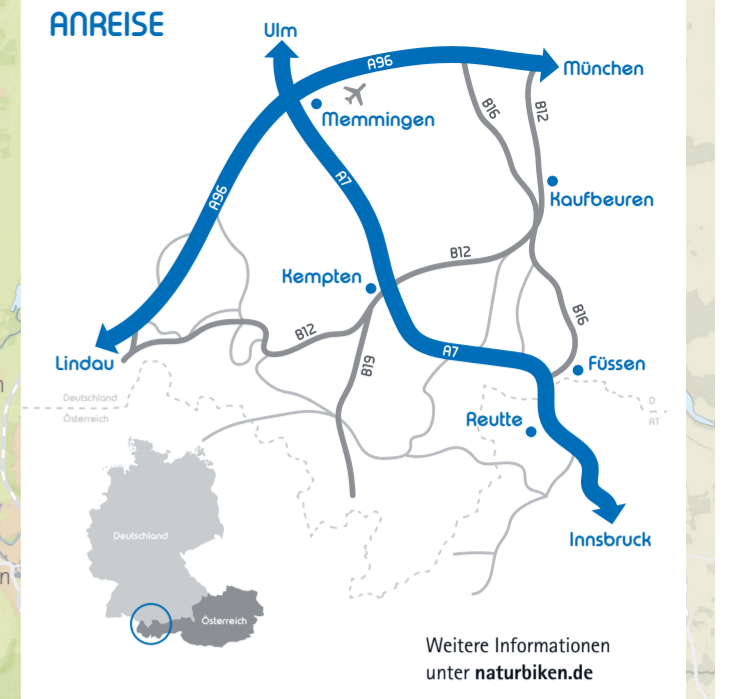 ANREISE
Ulm
A96
München
B16
B12
Memmingen
A7
A96
Kaufbeuren
B12
Kempten
B16
B12
A7
B19
Füssen
Lindau
Deutschland
Österreich
D
AT
Reutte
Deutschland
Innsbruck
Österreich
Weitere Informationen
unter naturbiken.de
n
n